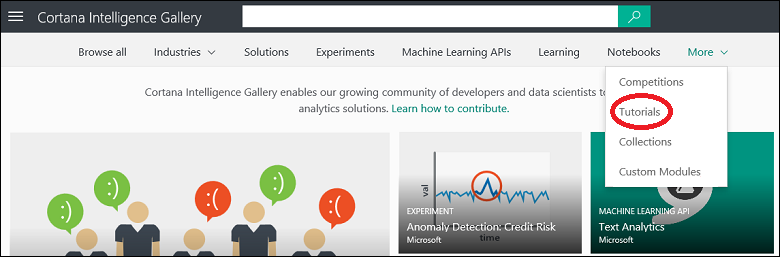 Cortana Intelligence Gallery
Browse all Industries Solutions Experiments Machine Learning APIs Learning Notebooks More
Competitions
Tutorials
Collections
Custom Modules
Cortana Intelligence Gallery enables our growing community of developers and data scientists to
analytics solutions. Learn how to contribute.
:)
:)
:(
:)
:(
val
time
EXPERIMENT
Anomaly Detection: Credit Risk
Microsoft
MACHINE LEARNING API
Text Analytics
Microsoft